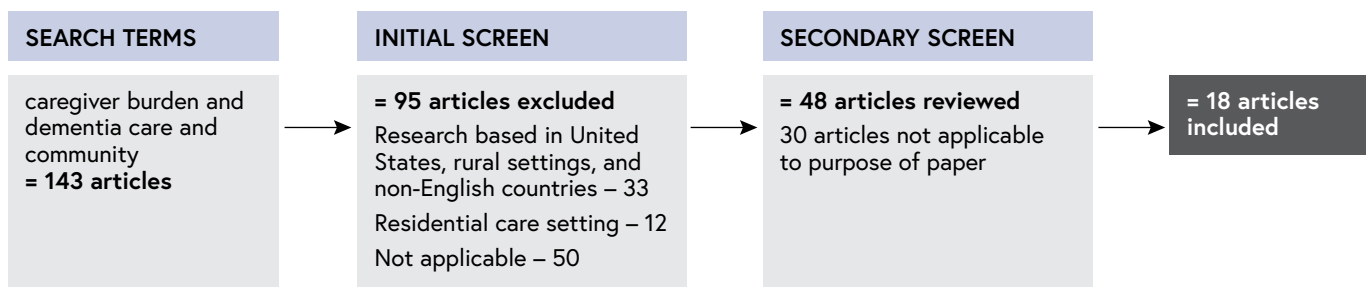 SEARCH TERMS
caregiver burden and
dementia care and
community
= 143 articles
INITIAL SCREEN
= 95 articles excluded
Research based in United
States, rural settings, and
non-English countries – 33
Residential care setting – 12
Not applicable – 50
SECONDARY SCREEN
= 48 articles reviewed
30 articles not applicable
to purpose of paper
= 18 articles
included